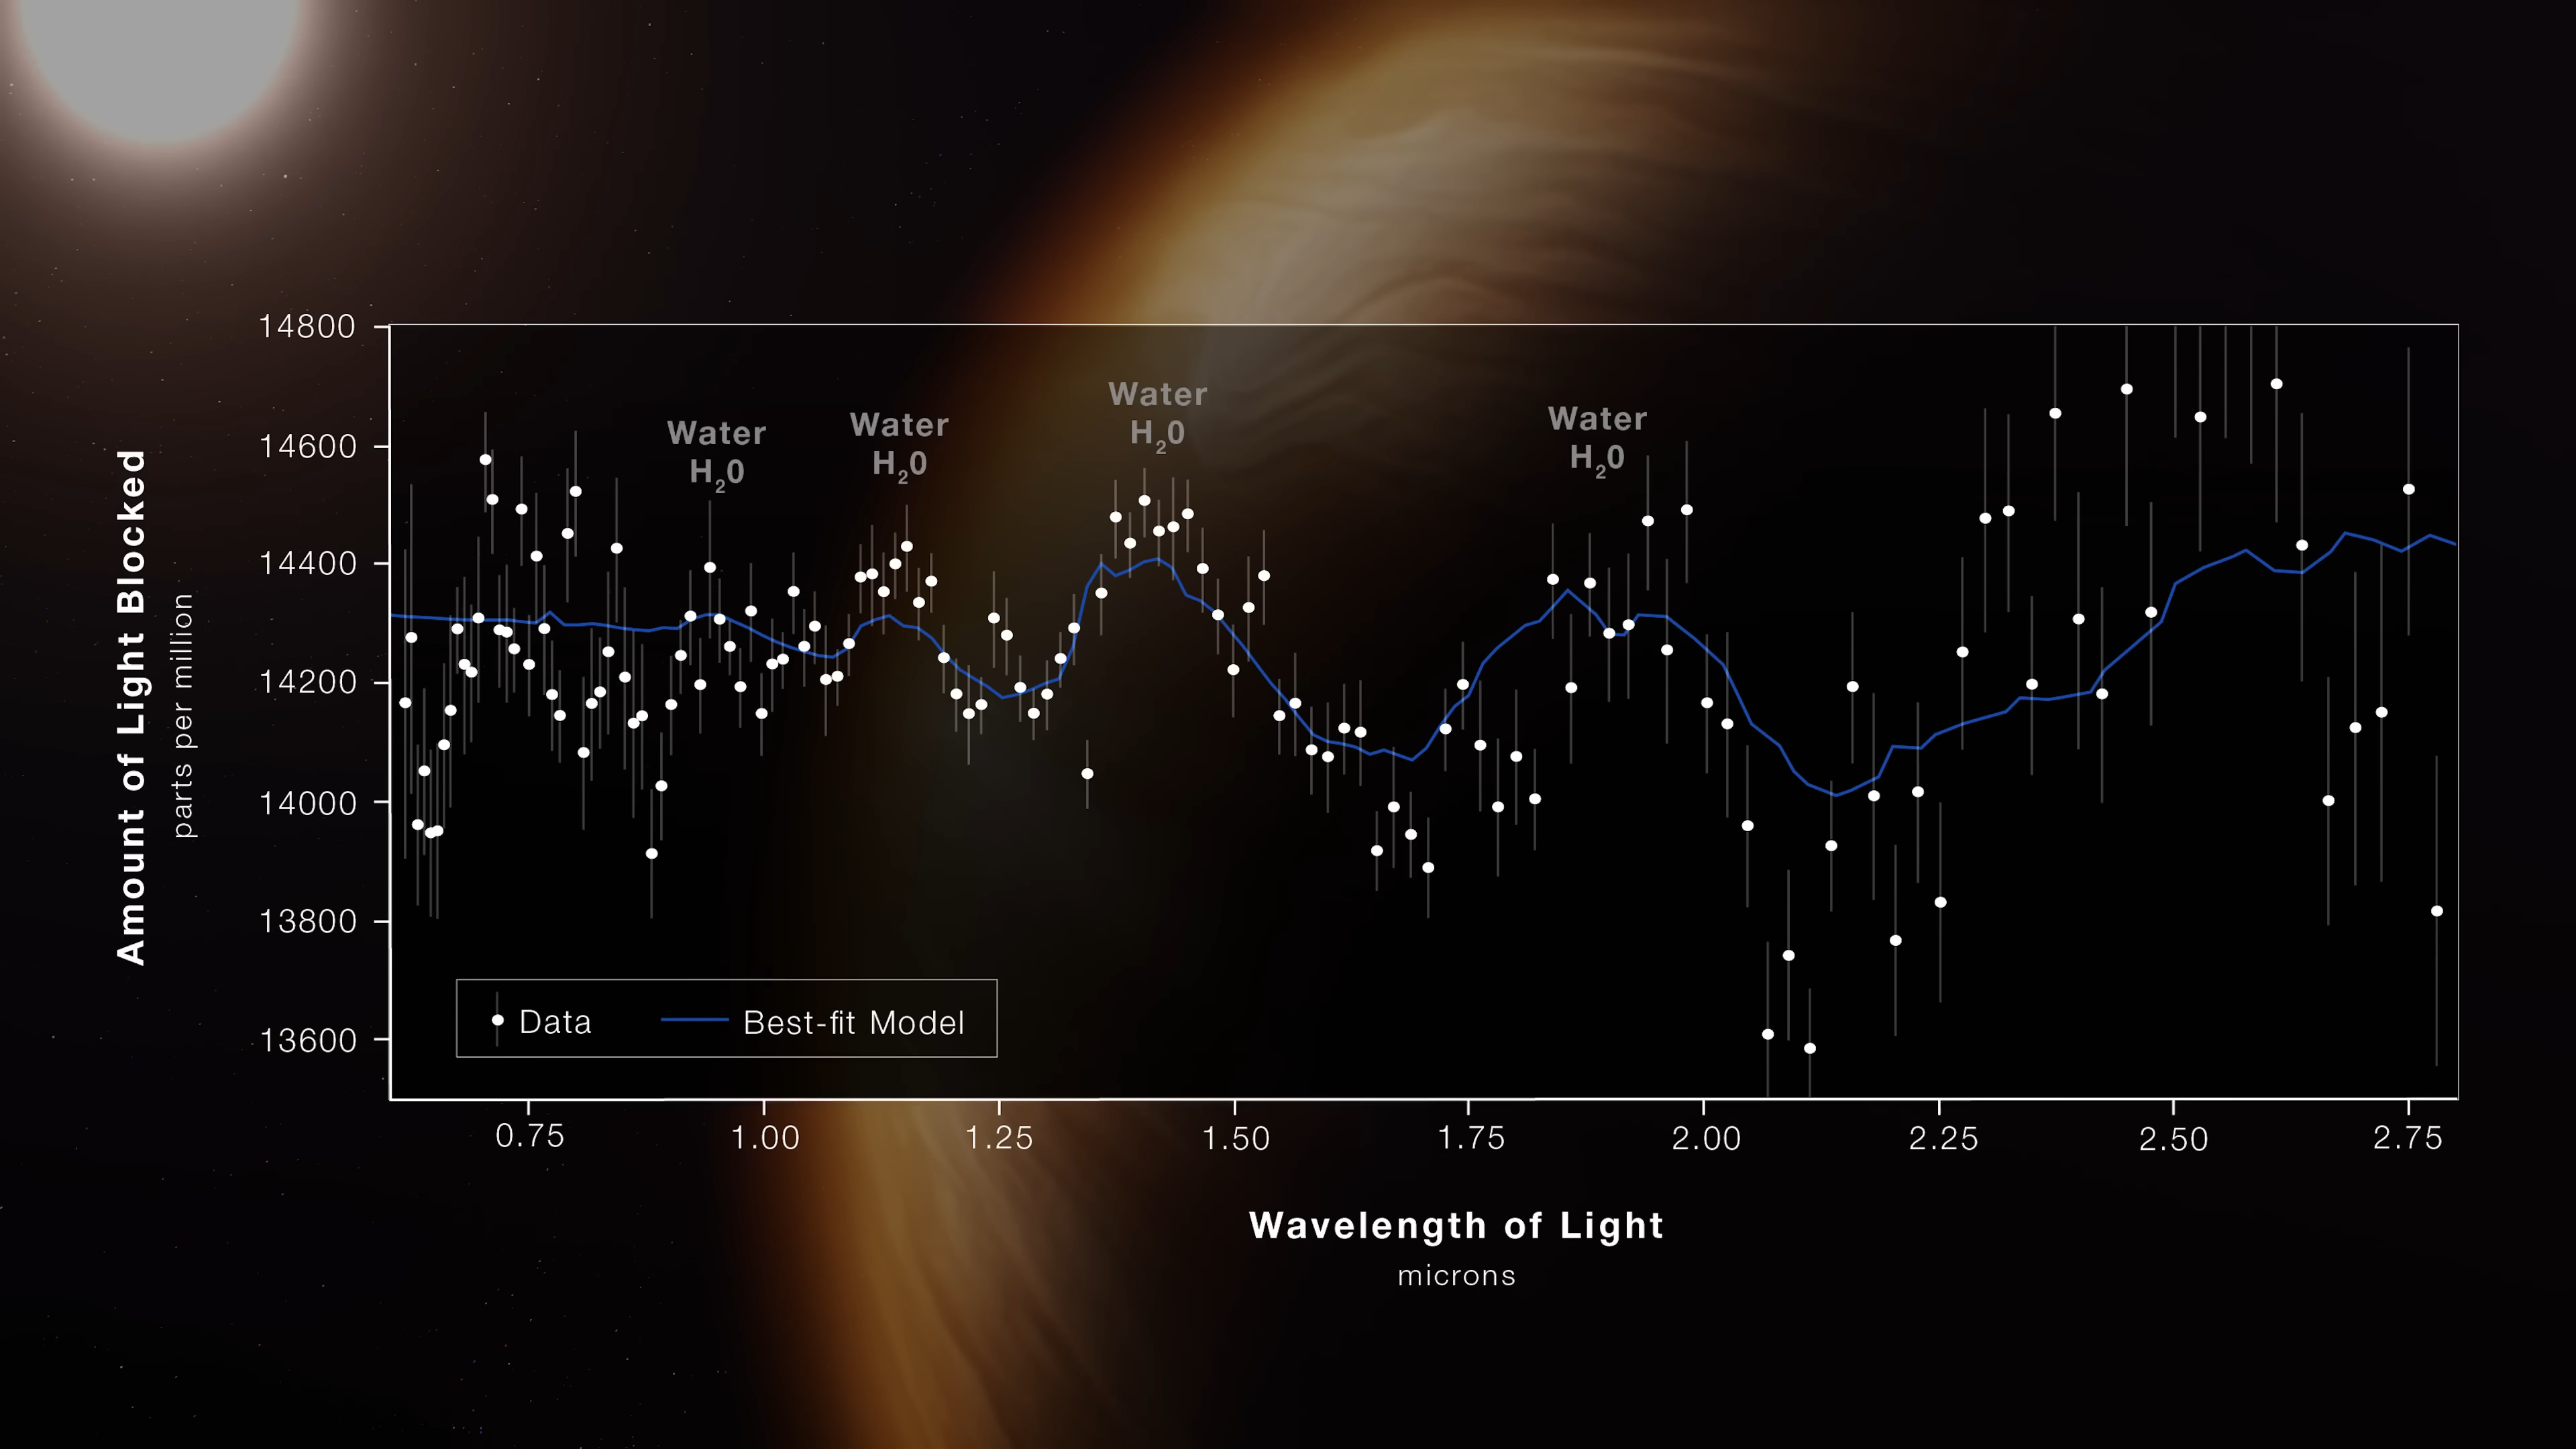 14800
14600
14400
14200
14000
13800
13600
Amount of Light Blocked
parts per million
Water
H₂0
Water
H₂0
Water
H₂0
Water
H₂0
Data
Best-fit Model
0.75
1.00
1.25
1.50
1.75
2.00
2.25
2.50
2.75
Wavelength of Light
microns